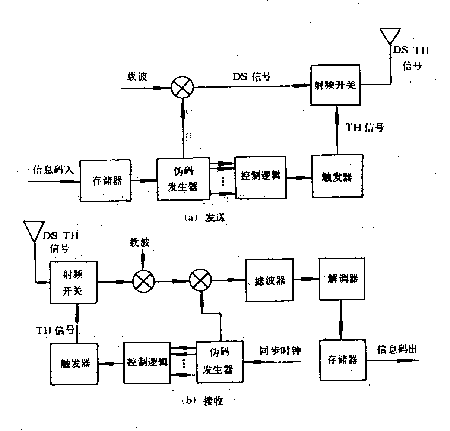 DS TH
信号
载波
DS 信号
射频开关
TH 信号
信息码入
存储器
伪码
发生器
控制逻辑
触发器
(a) 发送
DS TH
信号
载波
射频
开关
滤波器
解调器
TH 信号
信息码出
触发器
控制逻辑
伪码
发生器
同步时钟
存储器
(b) 接收